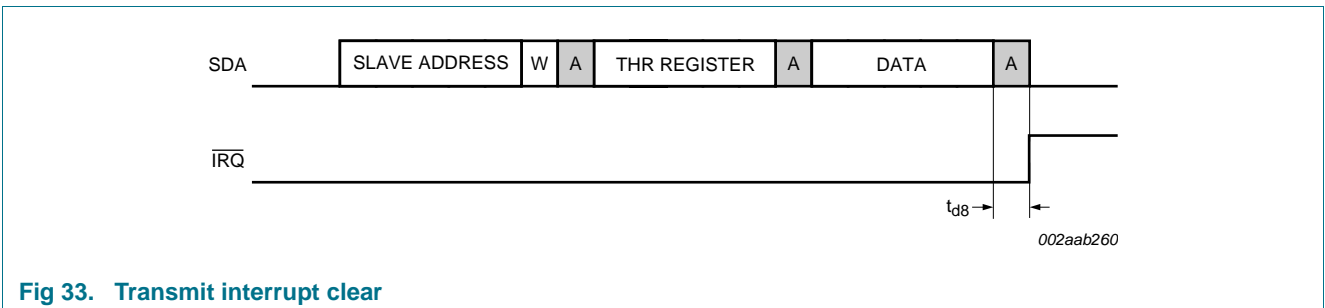 SDA SLAVE ADDRESS W A THR REGISTER A DATA A
IRQ
td8
002aab260
Fig 33. Transmit interrupt clear